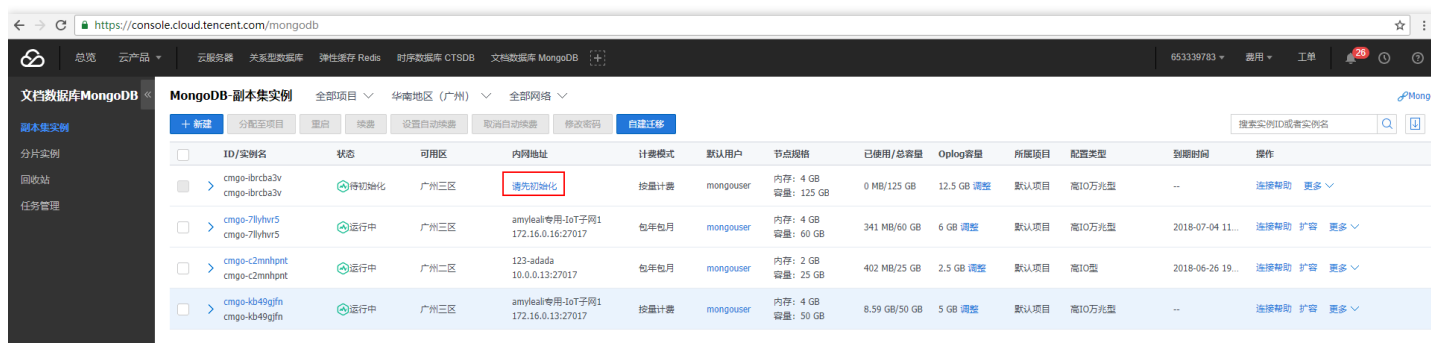 https://console.cloud.tencent.com/mongodb
总览 云产品 云服务器 关系型数据库 弹性缓存 Redis 时序数据库 CTSDB 文档数据库 MongoDB 653339783 费用 工单 26
文档数据库MongoDB «
副本集实例
分片实例
回收站
任务管理
MongoDB-副本集实例 全部项目 华南地区（广州） 全部网络 Mong
+ 新建 分配至项目 重启 续费 设置自动续费 取消自动续费 修改密码 自建迁移 搜索实例ID或者实例名
ID/实例名 状态 可用区 内网地址 计费模式 默认用户 节点规格 已使用/总容量 Oplog容量 所属项目 配置类型 到期时间 操作
cmgo-ibrcba3v
cmgo-ibrcba3v 待初始化 广州三区 请先初始化 按量计费 mongouser 内存: 4 GB
容量: 125 GB 0 MB/125 GB 12.5 GB 调整 默认项目 高IO万兆型 -- 连接帮助 更多
cmgo-7llyhvr5
cmgo-7llyhvr5 运行中 广州三区 amyleali专用-IoT子网1
172.16.0.16:27017 包年包月 mongouser 内存: 4 GB
容量: 60 GB 341 MB/60 GB 6 GB 调整 默认项目 高IO万兆型 2018-07-04 11... 连接帮助 扩容 更多
cmgo-c2mnhpnt
cmgo-c2mnhpnt 运行中 广州二区 123-adada
10.0.0.13:27017 包年包月 mongouser 内存: 2 GB
容量: 25 GB 402 MB/25 GB 2.5 GB 调整 默认项目 高IO型 2018-06-26 19... 连接帮助 扩容 更多
cmgo-kb49gjfn
cmgo-kb49gjfn 运行中 广州三区 amyleali专用-IoT子网1
172.16.0.13:27017 按量计费 mongouser 内存: 4 GB
容量: 50 GB 8.59 GB/50 GB 5 GB 调整 默认项目 高IO万兆型 -- 连接帮助 扩容 更多